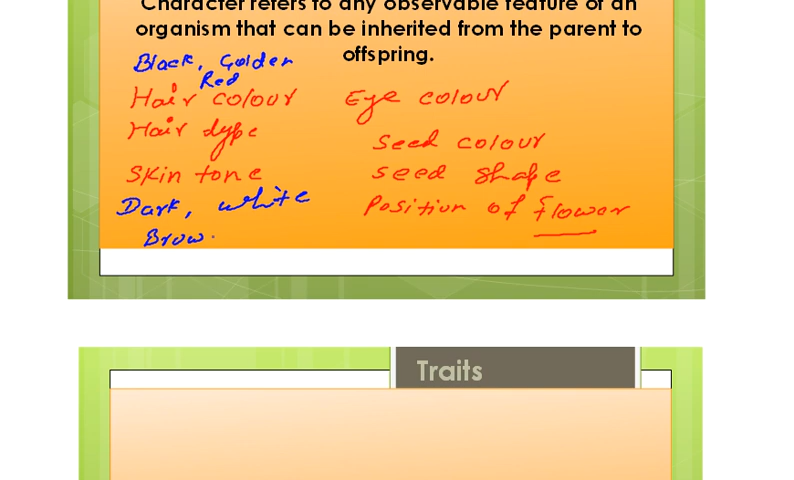 Character refers to any observable feature of an
organism that can be inherited from the parent to
offspring.
Black, Golden
Red
Hair colour
Hair type
Skin tone
Dark, white
Brow.
Eye colour
Seed colour
seed shape
Position of flower
Traits